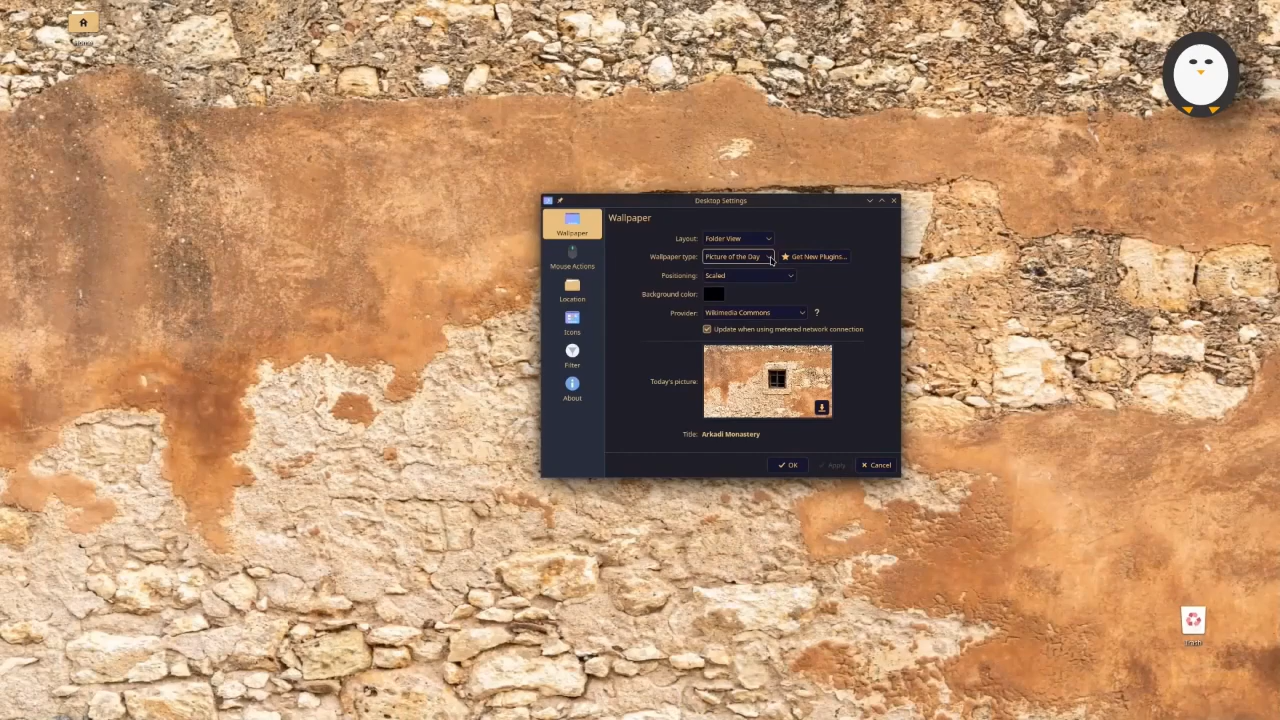 Home
Desktop Settings
Wallpaper
Mouse Actions
Location
Icons
Filter
About
Wallpaper
Layout: Folder View
Wallpaper type: Picture of the Day Get New Plugins...
Positioning: Scaled
Background color:
Provider: Wikimedia Commons ?
Update when using metered network connection
Today's picture:
Title: Arkadi Monastery
OK Apply Cancel
Trash